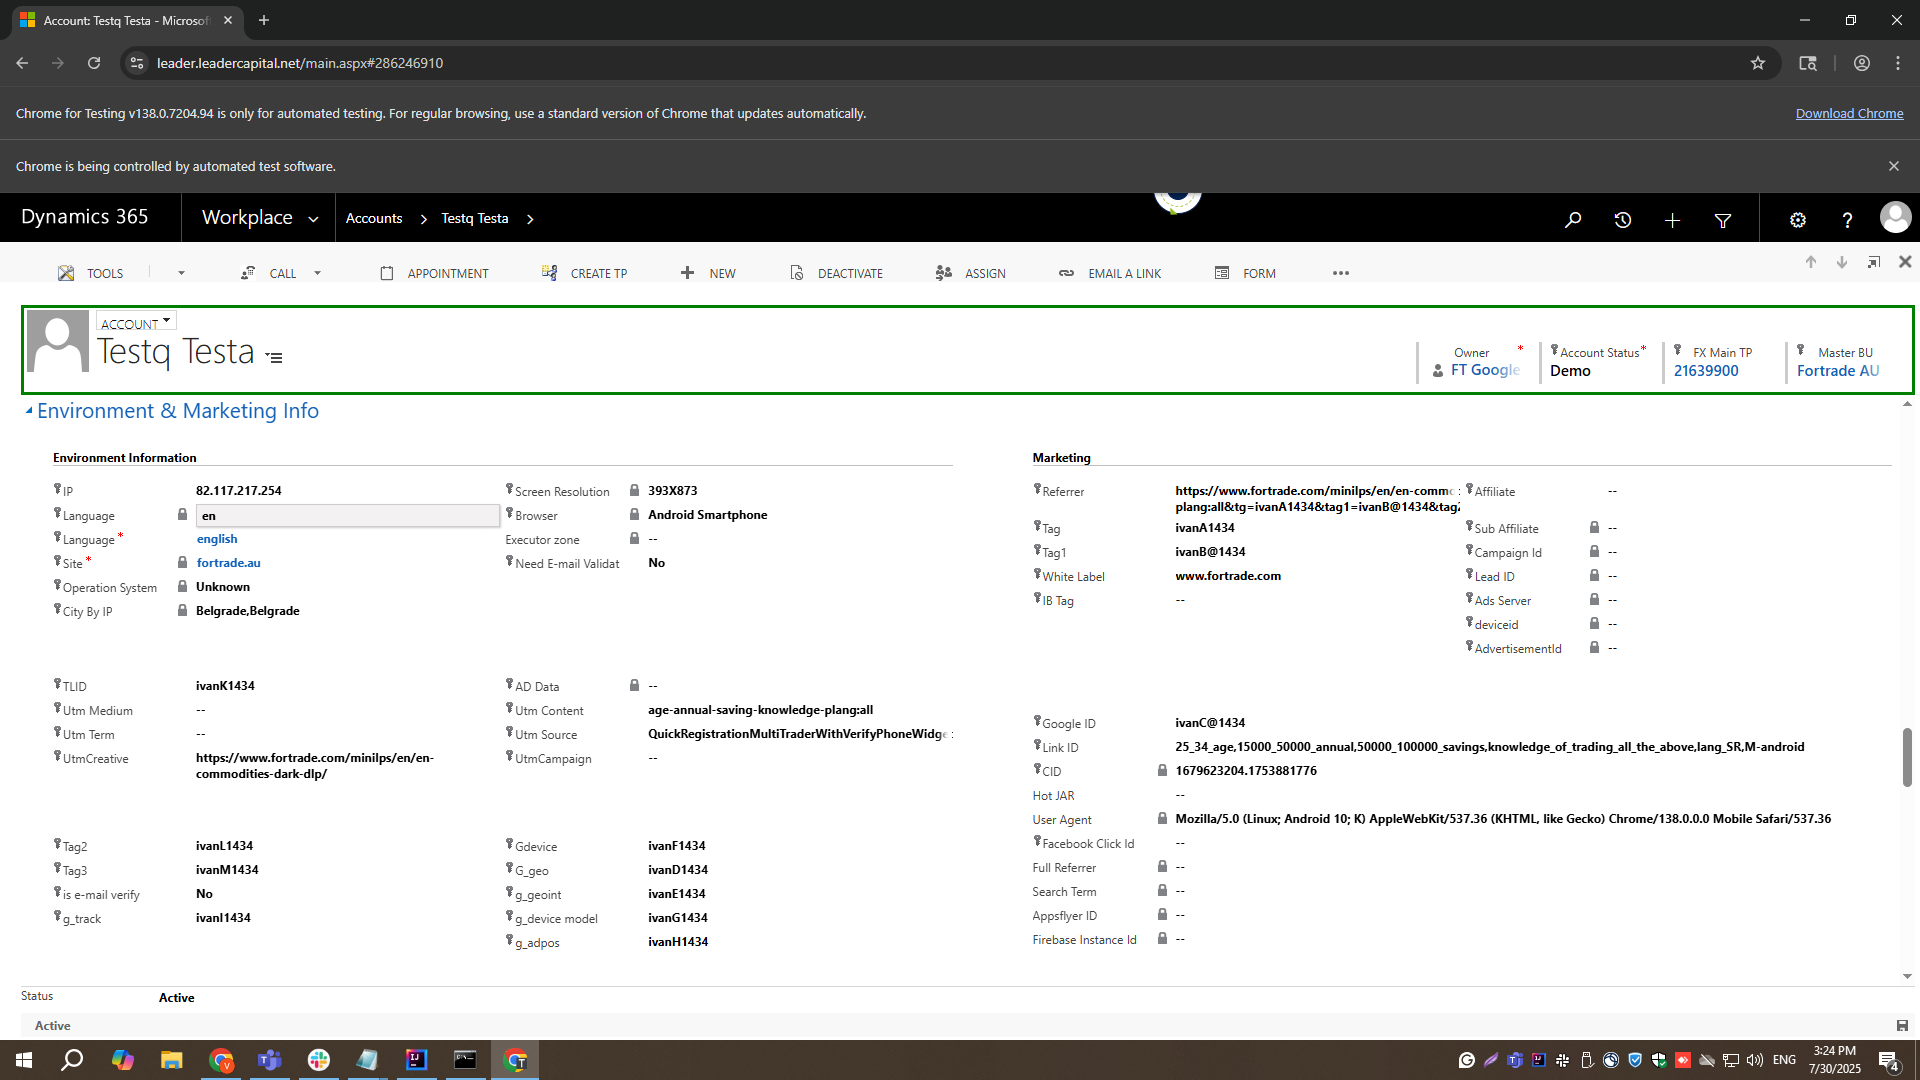 Account: Testq Testa - Microsof
leader.leadercapital.net/main.aspx#286246910
Chrome for Testing v138.0.7204.94 is only for automated testing. For regular browsing, use a standard version of Chrome that updates automatically.
Download Chrome
Chrome is being controlled by automated test software.
Dynamics 365
Workplace
Accounts
Testq Testa
TOOLS
CALL
APPOINTMENT
CREATE TP
NEW
DEACTIVATE
ASSIGN
EMAIL A LINK
FORM
ACCOUNT
Testq Testa
Owner *
FT Google
Account Status*
Demo
FX Main TP
21639900
Master BU
Fortrade AU
Environment & Marketing Info
Environment Information
IP 82.117.217.254
Language en
Language * english
Site * fortrade.au
Operation System Unknown
City By IP Belgrade,Belgrade
Screen Resolution 393X873
Browser Android Smartphone
Executor zone --
Need E-mail Validat No
TLID ivanK1434
Utm Medium --
Utm Term --
UtmCreative https://www.fortrade.com/minilps/en/en-
commodities-dark-dlp/
AD Data --
Utm Content age-annual-saving-knowledge-plang:all
Utm Source QuickRegistrationMultiTraderWithVerifyPhoneWidge
UtmCampaign --
Tag2 ivanL1434
Tag3 ivanM1434
is e-mail verify No
g_track ivanI1434
Gdevice ivanF1434
G_geo ivanD1434
g_geoint ivanE1434
g_device model ivanG1434
g_adpos ivanH1434
Marketing
Referrer https://www.fortrade.com/minilps/en/en-commo
plang:all&tg=ivanA1434&tag1=ivanB@1434&tag2
Tag ivanA1434
Tag1 ivanB@1434
White Label www.fortrade.com
IB Tag --
Affiliate --
Sub Affiliate --
Campaign Id --
Lead ID --
Ads Server --
deviceid --
AdvertisementId --
Google ID ivanC@1434
Link ID 25_34_age,15000_50000_annual,50000_100000_savings,knowledge_of_trading_all_the_above,lang_SR,M-android
CID 1679623204.1753881776
Hot JAR --
User Agent Mozilla/5.0 (Linux; Android 10; K) AppleWebKit/537.36 (KHTML, like Gecko) Chrome/138.0.0.0 Mobile Safari/537.36
Facebook Click Id --
Full Referrer --
Search Term --
Appsflyer ID --
Firebase Instance Id --
Status Active
Active
ENG
3:24 PM
7/30/2025
4